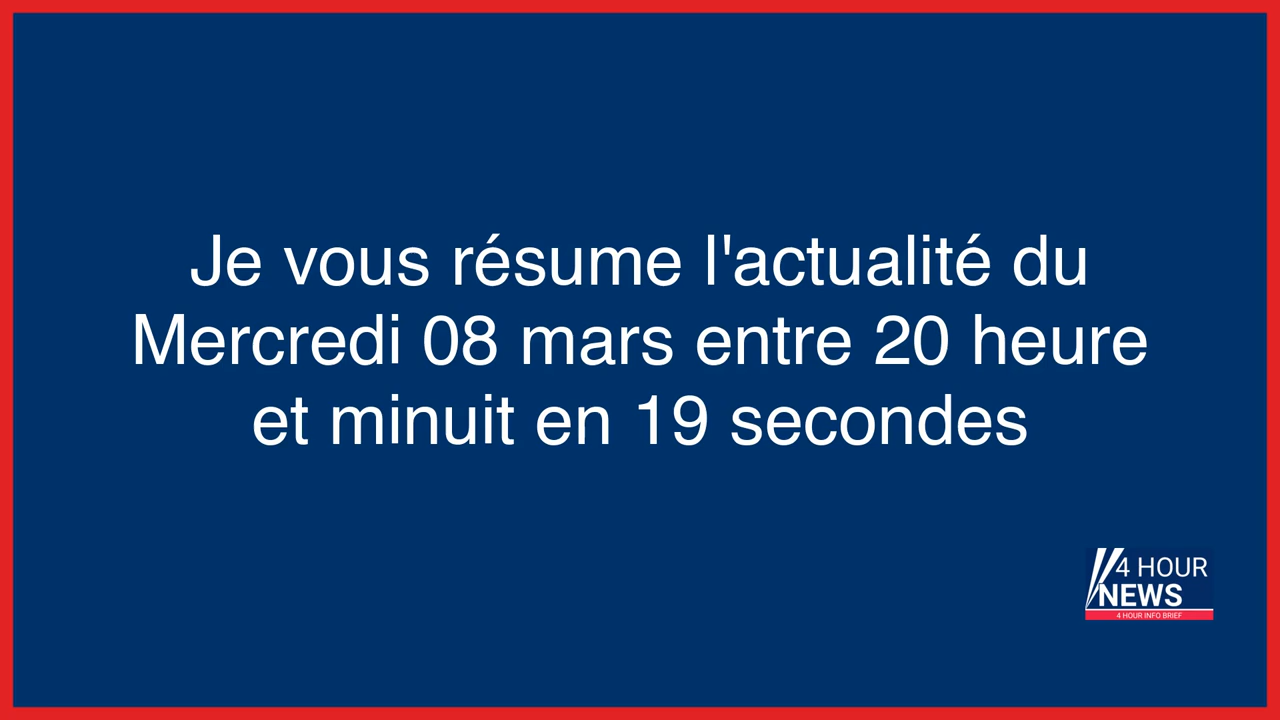 Je vous résume l'actualité du
Mercredi 08 mars entre 20 heure
et minuit en 19 secondes
4 HOUR
NEWS
4 HOUR INFO BRIEF